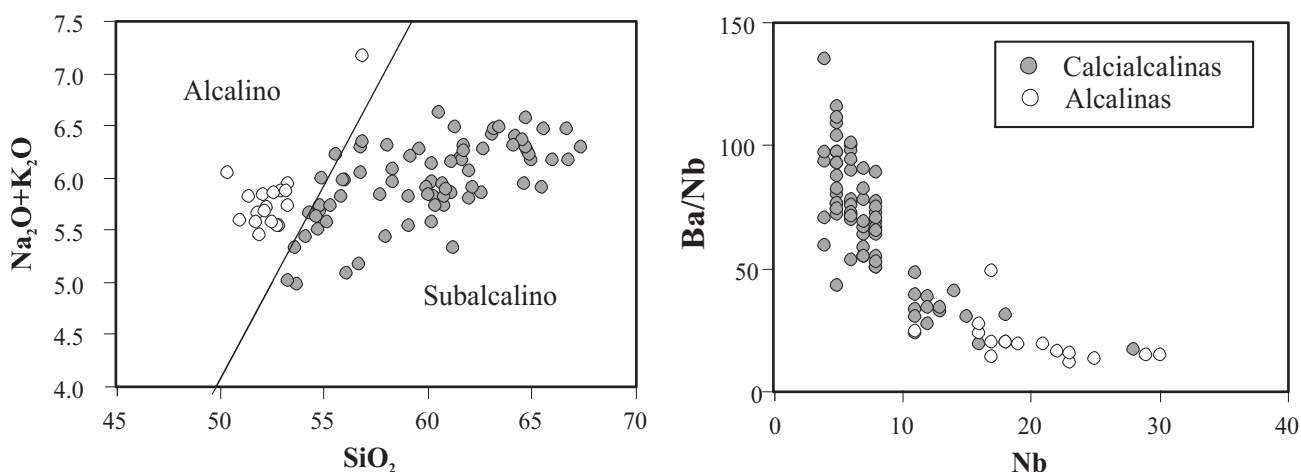 7.5
7.0
6.5
6.0
5.5
5.0
4.5
4.0
Na₂O+K₂O
Alcalino
Subalcalino
45 50 55 60 65 70
SiO₂
150
100
50
0
Ba/Nb
Calcialcalinas
Alcalinas
0 10 20 30 40
Nb